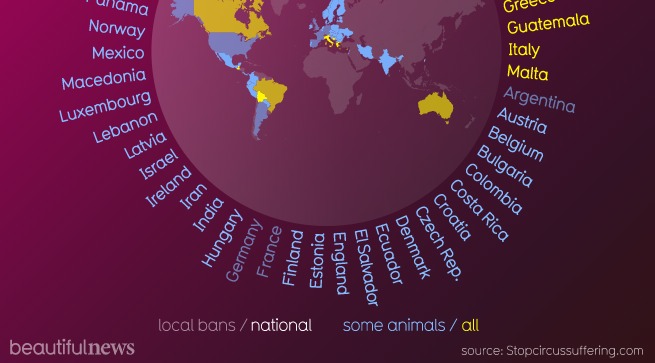 Panama
Norway
Mexico
Macedonia
Luxembourg
Lebanon
Latvia
Israel
Ireland
Iran
India
Hungary
Germany
France
Finland
Estonia
England
El Salvador
Ecuador
Denmark
Czech Rep.
Croatia
Costa Rica
Colombia
Bulgaria
Belgium
Austria
Argentina
Malta
Italy
Guatemala
Greece
local bans / national some animals / all
beautifulnews
source: Stopcircussuffering.com